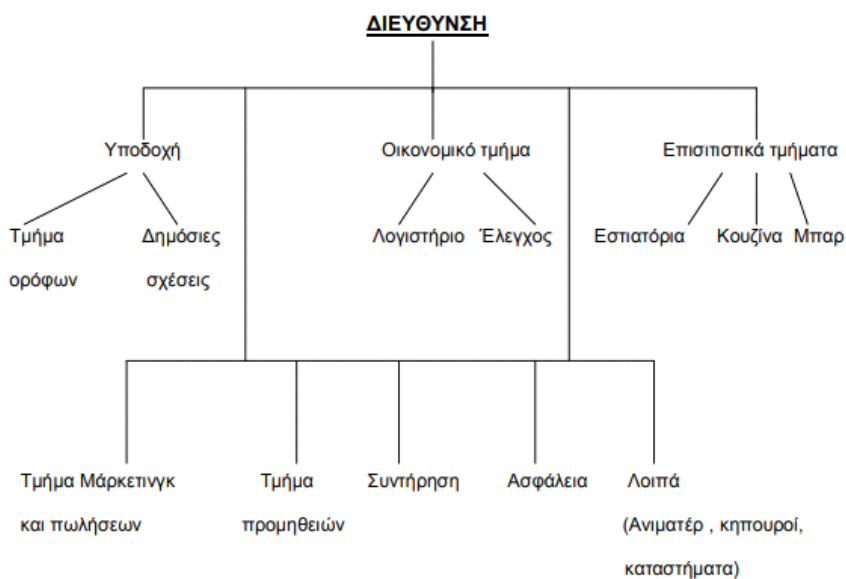 ΔΙΕΥΘΥΝΣΗ
Υποδοχή
Οικονομικό τμήμα
Επισιτιστικά τμήματα
Τμήμα
ορόφων
Δημόσιες
σχέσεις
Λογιστήριο
Έλεγχος
Εστιατόρια
Κουζίνα
Μπαρ
Τμήμα Μάρκετινγκ
και πωλήσεων
Τμήμα
προμηθειών
Συντήρηση
Ασφάλεια
Λοιπά
(Ανιματέρ , κηπουροί,
καταστήματα)